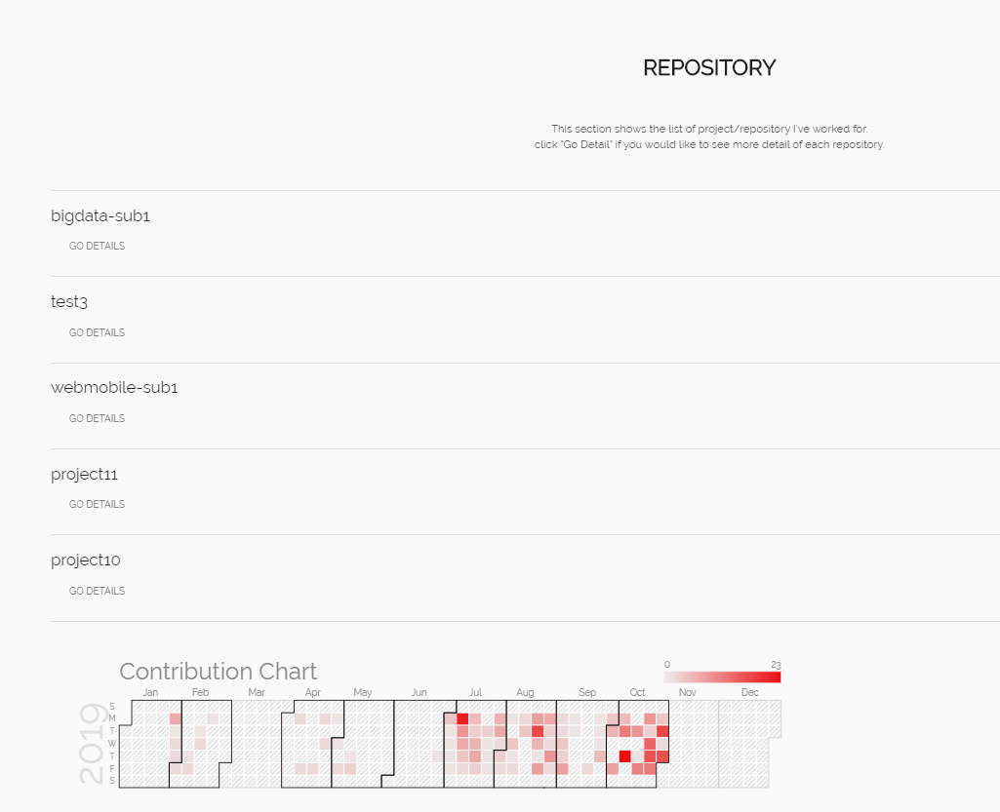 REPOSITORY
This section shows the list of project/repository I've worked for.
click "Go Detail" if you would like to see more detail of each repository.
bigdata-sub1
GO DETAILS
test3
GO DETAILS
webmobile-sub1
GO DETAILS
project11
GO DETAILS
project10
GO DETAILS
Contribution Chart
0 23
Jan Feb Mar Apr May Jun Jul Aug Sep Oct Nov Dec
2019
S
M
T
W
T
F
S